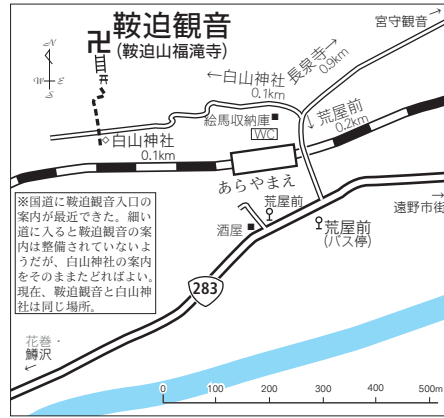 鞍迫観音
(鞍迫山福滝寺)
宮守観音
→
N
W
E
S
←白山神社
0.1km
長泉寺→
0.9km
絵馬収納庫■
WC
↓荒屋前
0.2km
◇白山神社
0.1km
あらやまえ
※国道に鞍迫観音入口の
案内が最近できた。細い
道に入ると鞍迫観音の案
内は整備されていないよ
うだが、白山神社の案内
をそのままたどればよい。
現在、鞍迫観音と白山神
社は同じ場所。
荒屋前
酒屋■
荒屋前
(バス停)
→
遠野市街
283
花巻・
鱒沢
←
0 100 200 300 400 500m